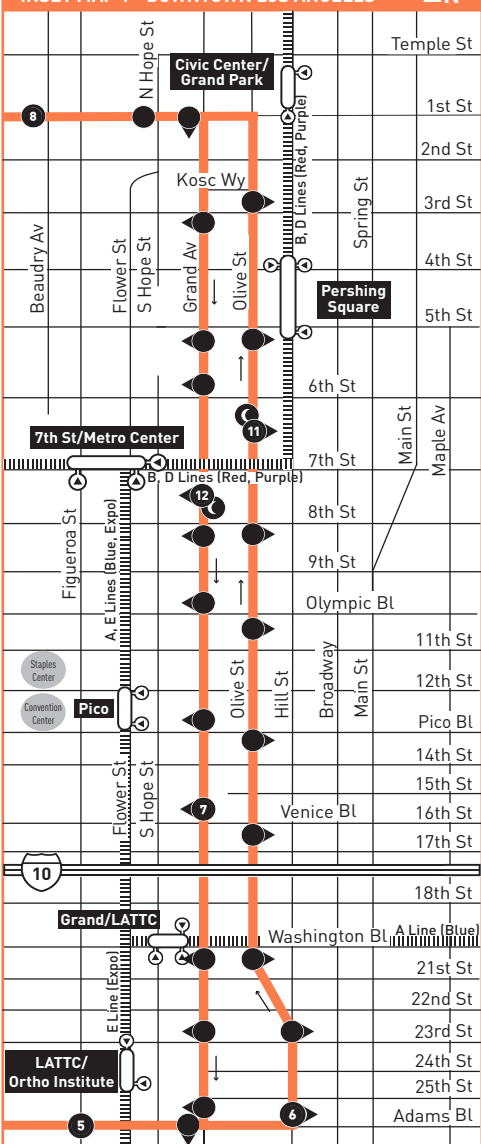 Temple St
N Hope St
Civic Center/
Grand Park
8
1st St
B, D Lines (Red, Purple)
2nd St
Kosc Wy
3rd St
Beaudry Av
Flower St
S Hope St
Grand Av
Olive St
Spring St
4th St
Pershing
Square
5th St
6th St
Main St
Maple Av
11
7th St/Metro Center
7th St
B, D Lines (Red, Purple)
12
8th St
Figueroa St
A, E Lines (Blue, Expo)
9th St
Olympic Bl
11th St
Staples
Center
12th St
Olive St
Hill St
Broadway
Main St
Convention
Center
Pico
Pico Bl
14th St
Flower St
S Hope St
15th St
7
Venice Bl
16th St
17th St
10
18th St
Grand/LATTC
Washington Bl
A Line (Blue)
21st St
E Line (Expo)
22nd St
23rd St
LATTC/
Ortho Institute
24th St
25th St
5
6
Adams Bl